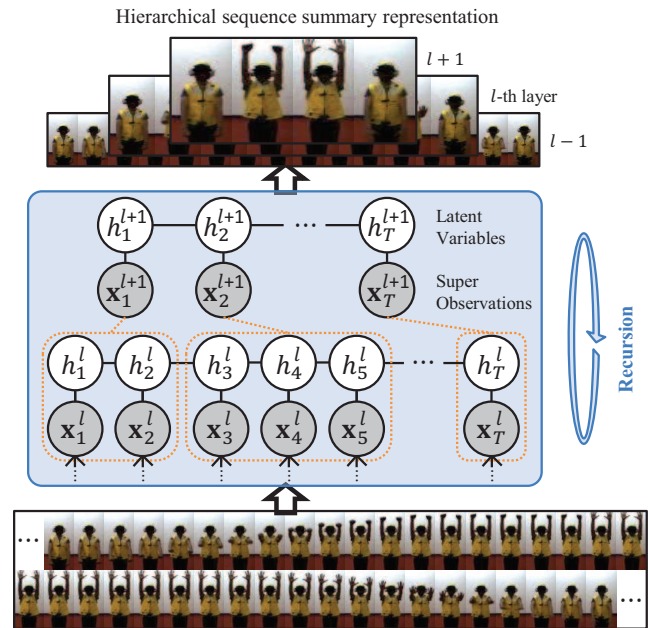 Hierarchical sequence summary representation
l + 1
l-th layer
l − 1
h_1^{l+1} h_2^{l+1} ⋯ h_T^{l+1} Latent
Variables
x_1^{l+1} x_2^{l+1} x_T^{l+1} Super
Observations
h_1^l h_2^l h_3^l h_4^l h_5^l ⋯ h_T^l
x_1^l x_2^l x_3^l x_4^l x_5^l x_T^l
Recursion
⋯
⋯